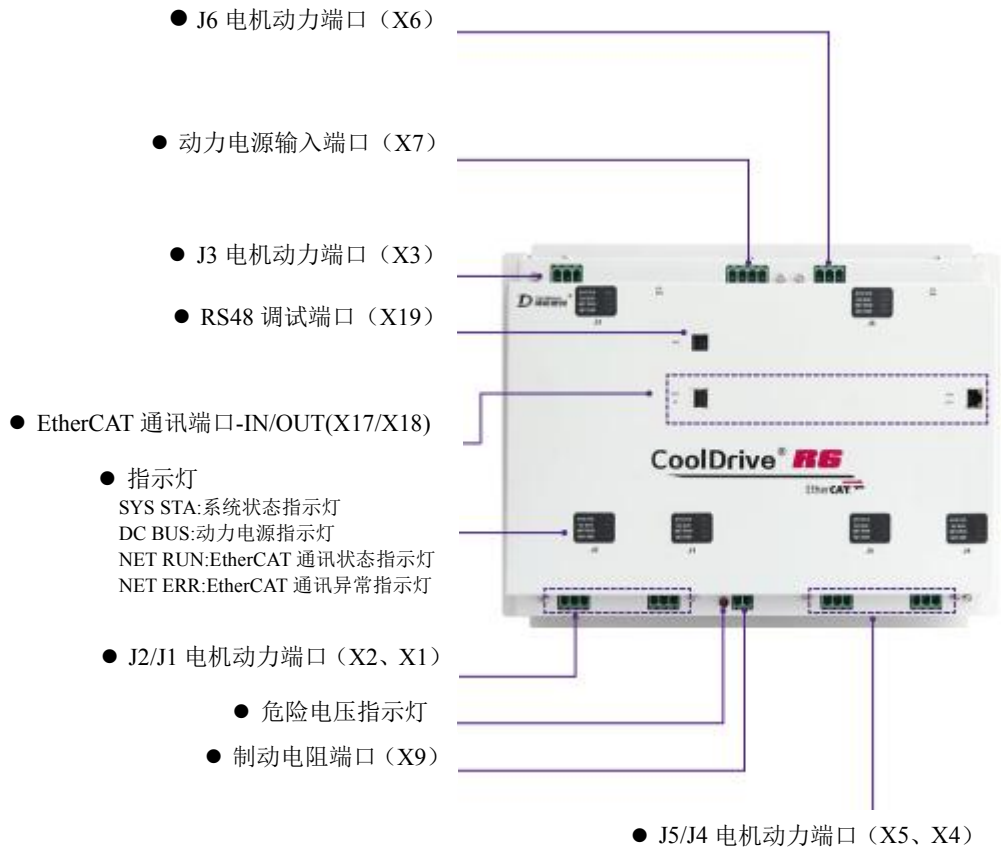 ● J6 电机动力端口（X6）
● 动力电源输入端口（X7）
● J3 电机动力端口（X3）
● RS48 调试端口（X19）
● EtherCAT 通讯端口-IN/OUT(X17/X18)
● 指示灯
SYS STA:系统状态指示灯
DC BUS:动力电源指示灯
NET RUN:EtherCAT 通讯状态指示灯
NET ERR:EtherCAT 通讯异常指示灯
CoolDrive® R6
EtherCAT
● J2/J1 电机动力端口（X2、X1）
● 危险电压指示灯
● 制动电阻端口（X9）
● J5/J4 电机动力端口（X5、X4）